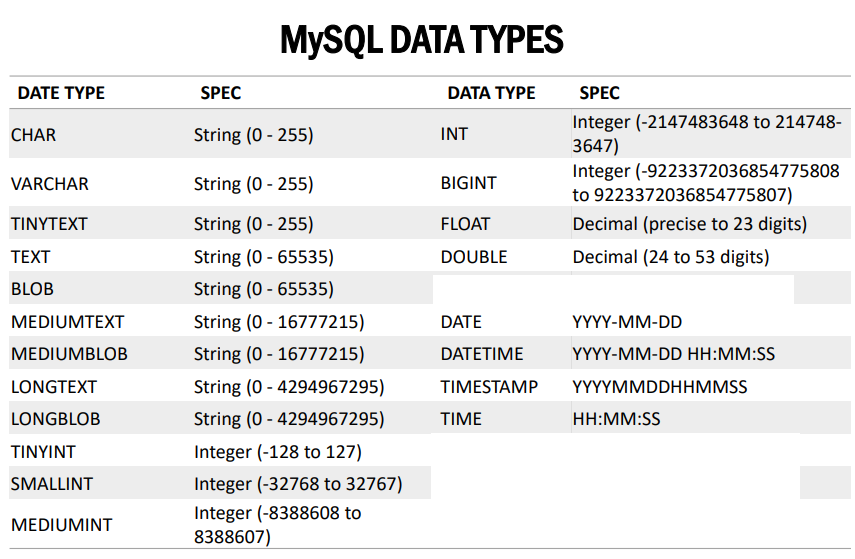 MySQL DATA TYPES
DATE TYPE SPEC DATA TYPE SPEC
CHAR String (0 - 255) INT Integer (-2147483648 to 214748-
3647)
VARCHAR String (0 - 255) BIGINT Integer (-9223372036854775808
to 9223372036854775807)
TINYTEXT String (0 - 255) FLOAT Decimal (precise to 23 digits)
TEXT String (0 - 65535) DOUBLE Decimal (24 to 53 digits)
BLOB String (0 - 65535)
MEDIUMTEXT String (0 - 16777215) DATE YYYY-MM-DD
MEDIUMBLOB String (0 - 16777215) DATETIME YYYY-MM-DD HH:MM:SS
LONGTEXT String (0 - 4294967295) TIMESTAMP YYYYMMDDHHMMSS
LONGBLOB String (0 - 4294967295) TIME HH:MM:SS
TINYINT Integer (-128 to 127)
SMALLINT Integer (-32768 to 32767)
MEDIUMINT Integer (-8388608 to
8388607)